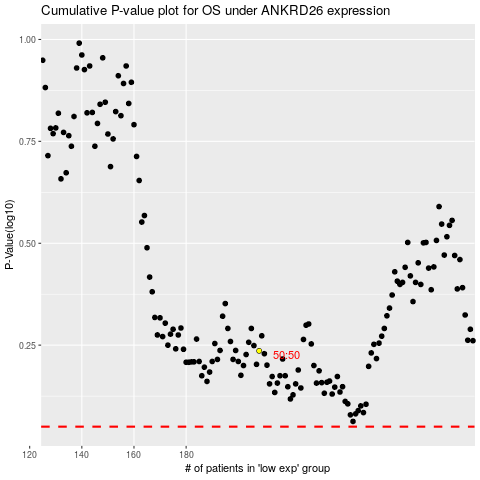 Cumulative P-value plot for OS under ANKRD26 expression
P-Value(log10)
1.00
0.75
0.50
0.25
50:50
120 140 160 180
# of patients in 'low exp' group